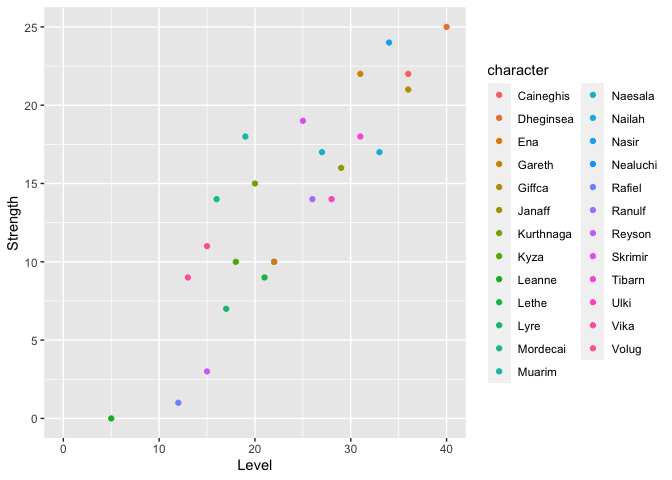 25
20
15
10
5
0
Strength
0 10 20 30 40
Level
character
Caineghis
Dheginsea
Ena
Gareth
Giffca
Janaff
Kurthnaga
Kyza
Leanne
Lethe
Lyre
Mordecai
Muarim
Naesala
Nailah
Nasir
Nealuchi
Rafiel
Ranulf
Reyson
Skrimir
Tibarn
Ulki
Vika
Volug